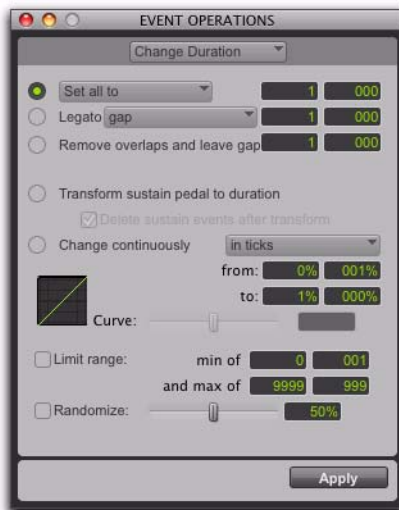 EVENT OPERATIONS
Change Duration
Set all to 1 000
Legato gap 1 000
Remove overlaps and leave gap 1 000
Transform sustain pedal to duration
Delete sustain events after transform
Change continuously in ticks
from: 0% 001%
to: 1% 000%
Curve:
Limit range: min of 0 001
and max of 9999 999
Randomize: 50%
Apply